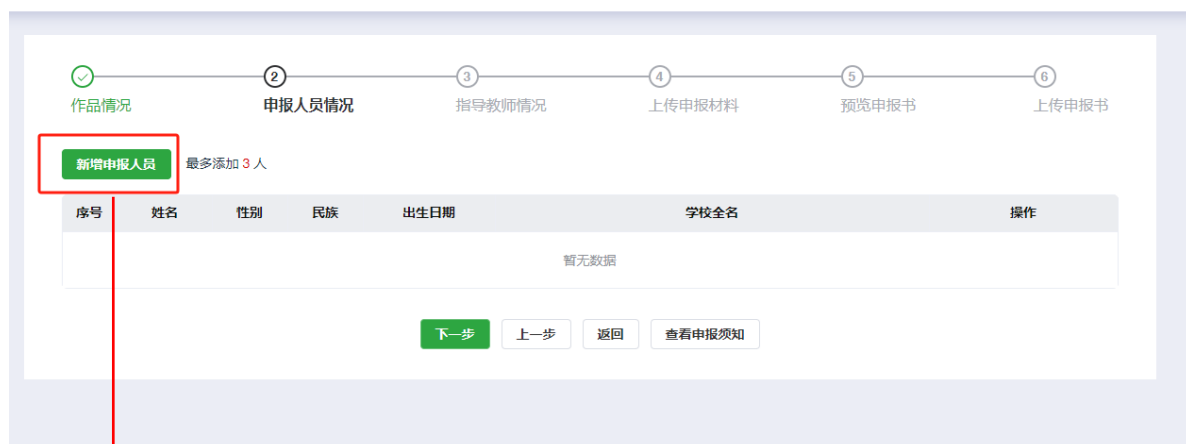 2 3 4 5 6
作品情况 申报人员情况 指导教师情况 上传申报材料 预览申报书 上传申报书
新增申报人员 最多添加 3 人
序号 姓名 性别 民族 出生日期 学校全名 操作
暂无数据
下一步 上一步 返回 查看申报须知